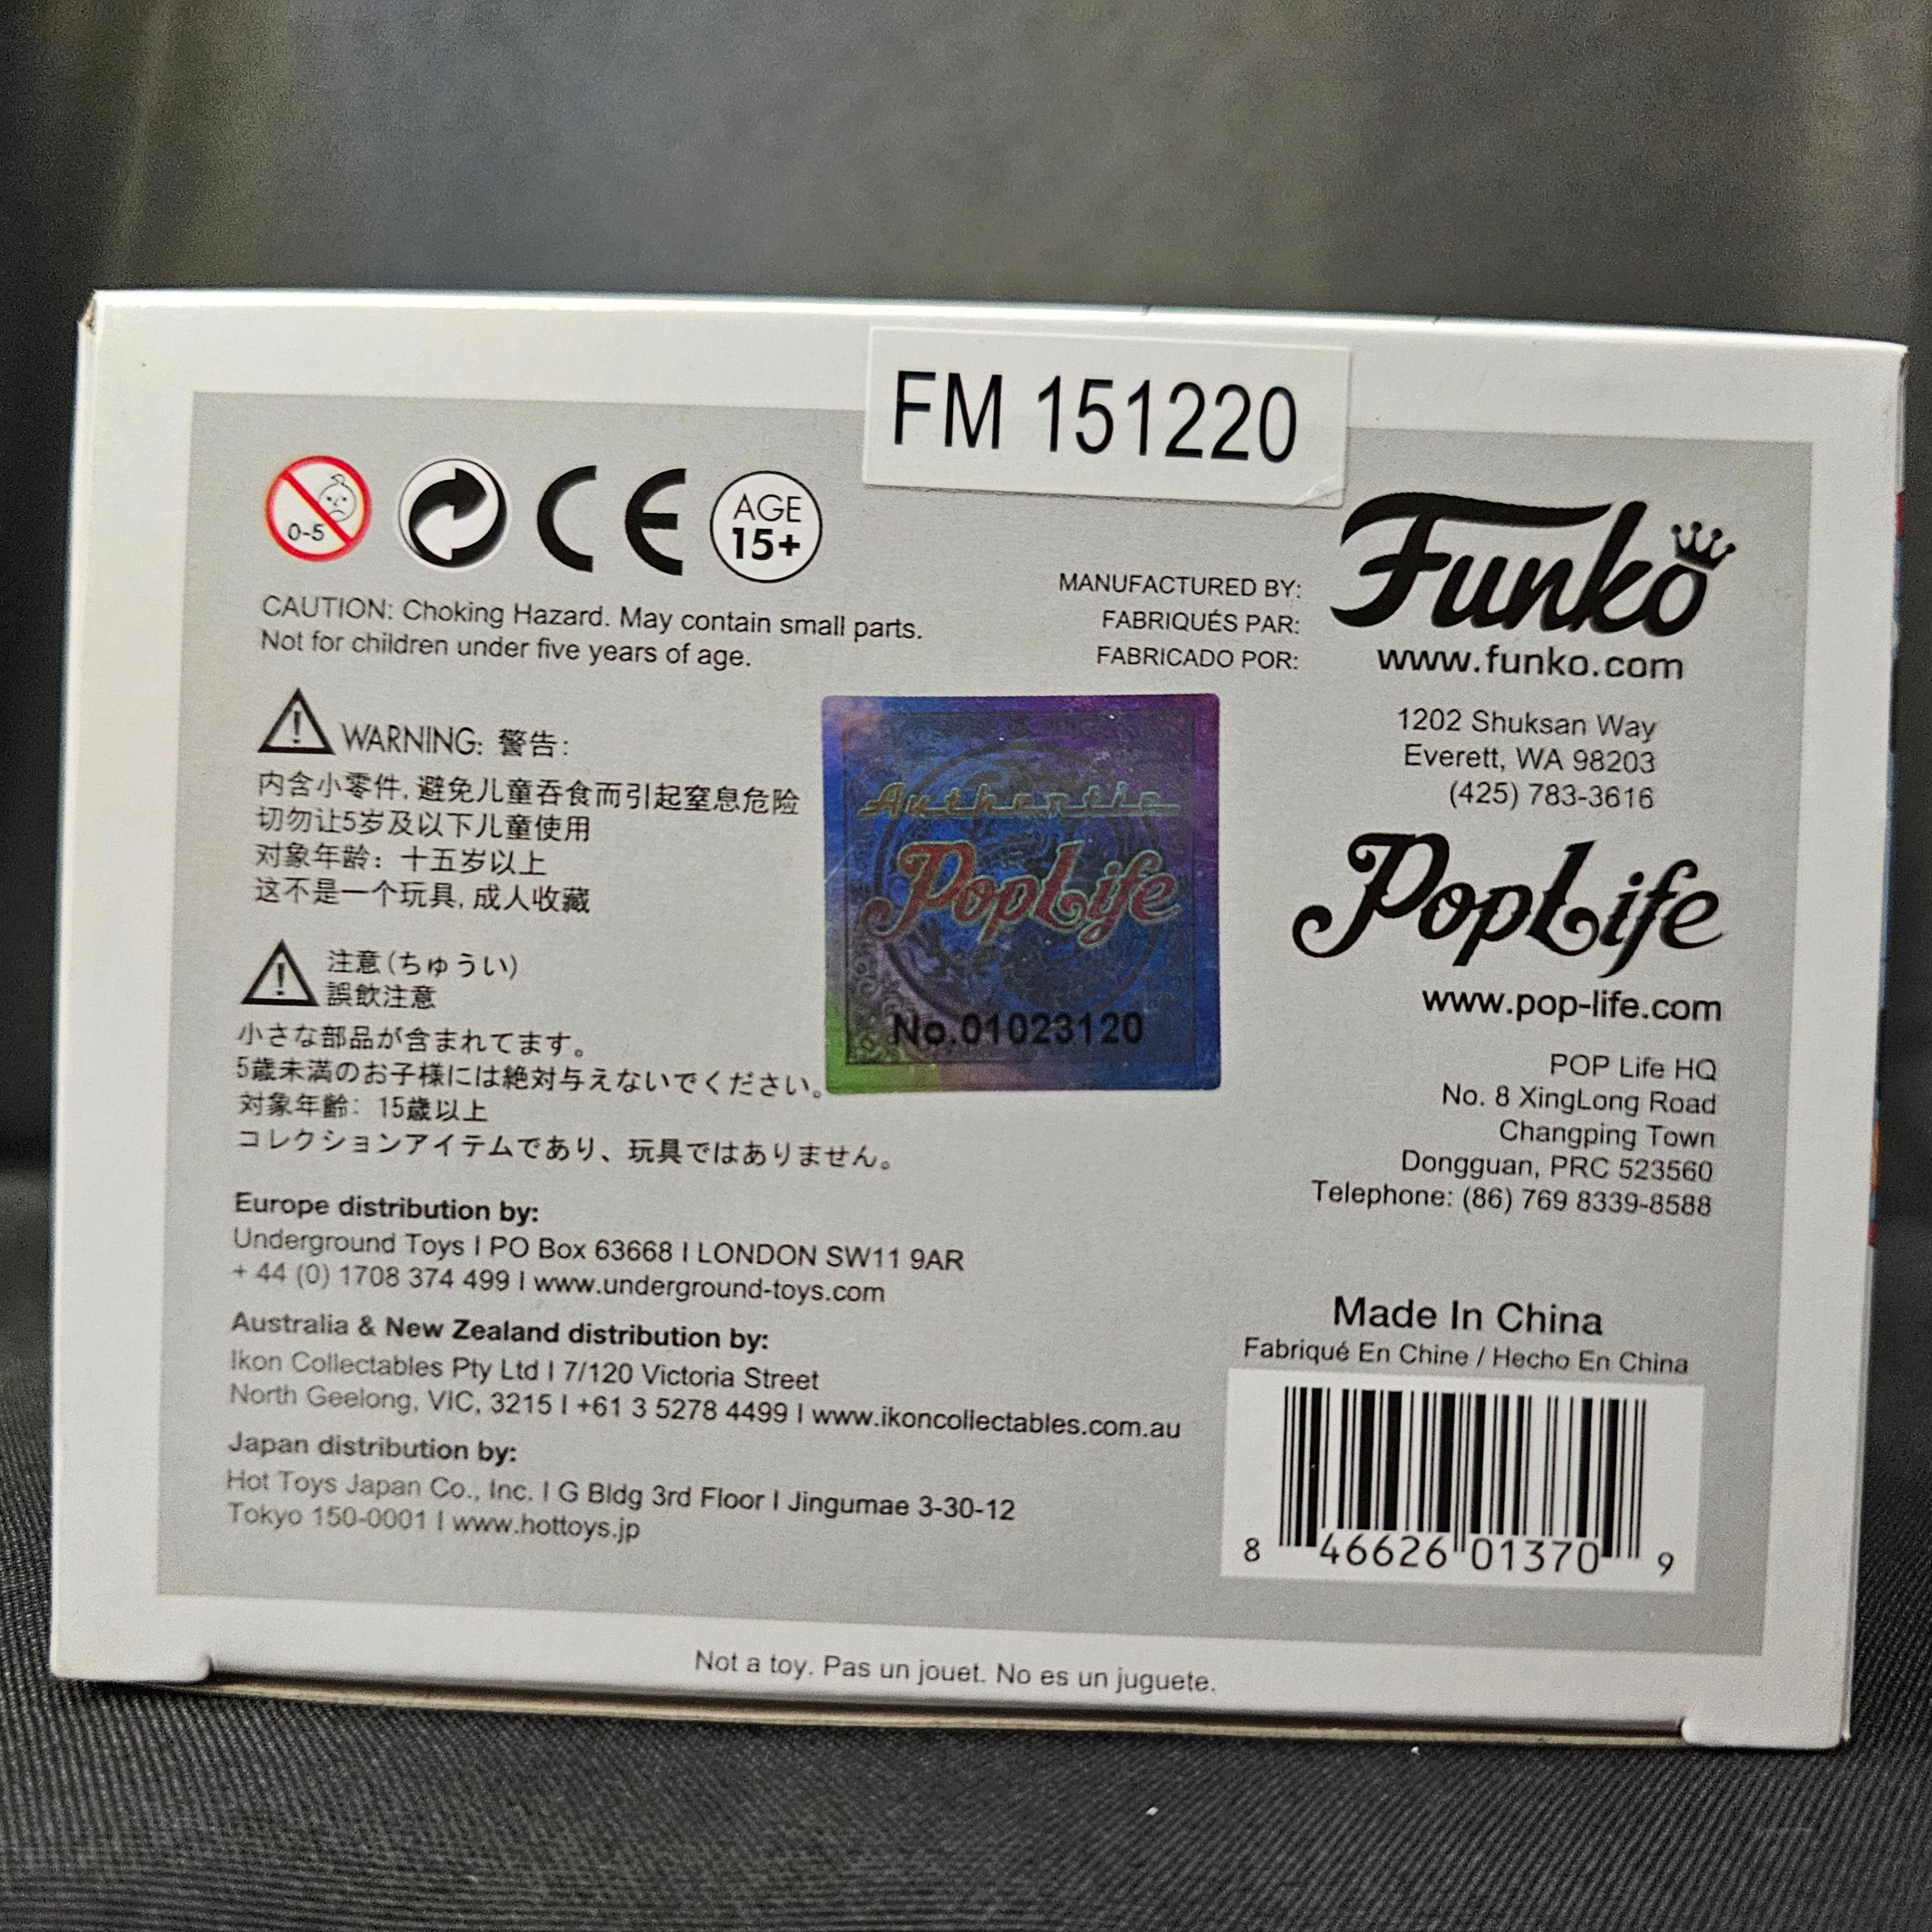 FM 151220
0-5
CE
AGE
15+
CAUTION: Choking Hazard. May contain small parts.
Not for children under five years of age.
WARNING: 警告:
内含小零件, 避免儿童吞食而引起窒息危险
切勿让5岁及以下儿童使用
对象年龄: 十五岁以上
这不是一个玩具, 成人收藏
注意(ちゅうい)
誤飲注意
小さな部品が含まれてます。
5歳未満のお子様には絶対与えないでください。
対象年齢: 15歳以上
コレクションアイテムであり、玩具ではありません。
Europe distribution by:
Underground Toys I PO Box 63668 I LONDON SW11 9AR
+ 44 (0) 1708 374 499 I www.underground-toys.com
Australia & New Zealand distribution by:
Ikon Collectables Pty Ltd I 7/120 Victoria Street
North Geelong, VIC, 3215 I +61 3 5278 4499 I www.ikoncollectables.com.au
Japan distribution by:
Hot Toys Japan Co., Inc. I G Bldg 3rd Floor I Jingumae 3-30-12
Tokyo 150-0001 I www.hottoys.jp
Authentic
PopLife
No.01023120
MANUFACTURED BY:
FABRIQUÉS PAR:
FABRICADO POR:
Funko
www.funko.com
1202 Shuksan Way
Everett, WA 98203
(425) 783-3616
PopLife
www.pop-life.com
POP Life HQ
No. 8 XingLong Road
Changping Town
Dongguan, PRC 523560
Telephone: (86) 769 8339-8588
Made In China
Fabriqué En Chine / Hecho En China
8 46626 01370 9
Not a toy. Pas un jouet. No es un juguete.